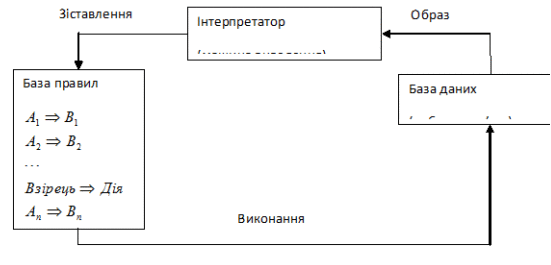 Зіставлення
Інтерпретатор
Образ
База правил
A₁ ⇒ B₁
A₂ ⇒ B₂
...
Взірець ⇒ Дія
Aₙ ⇒ Bₙ
База даних
Виконання